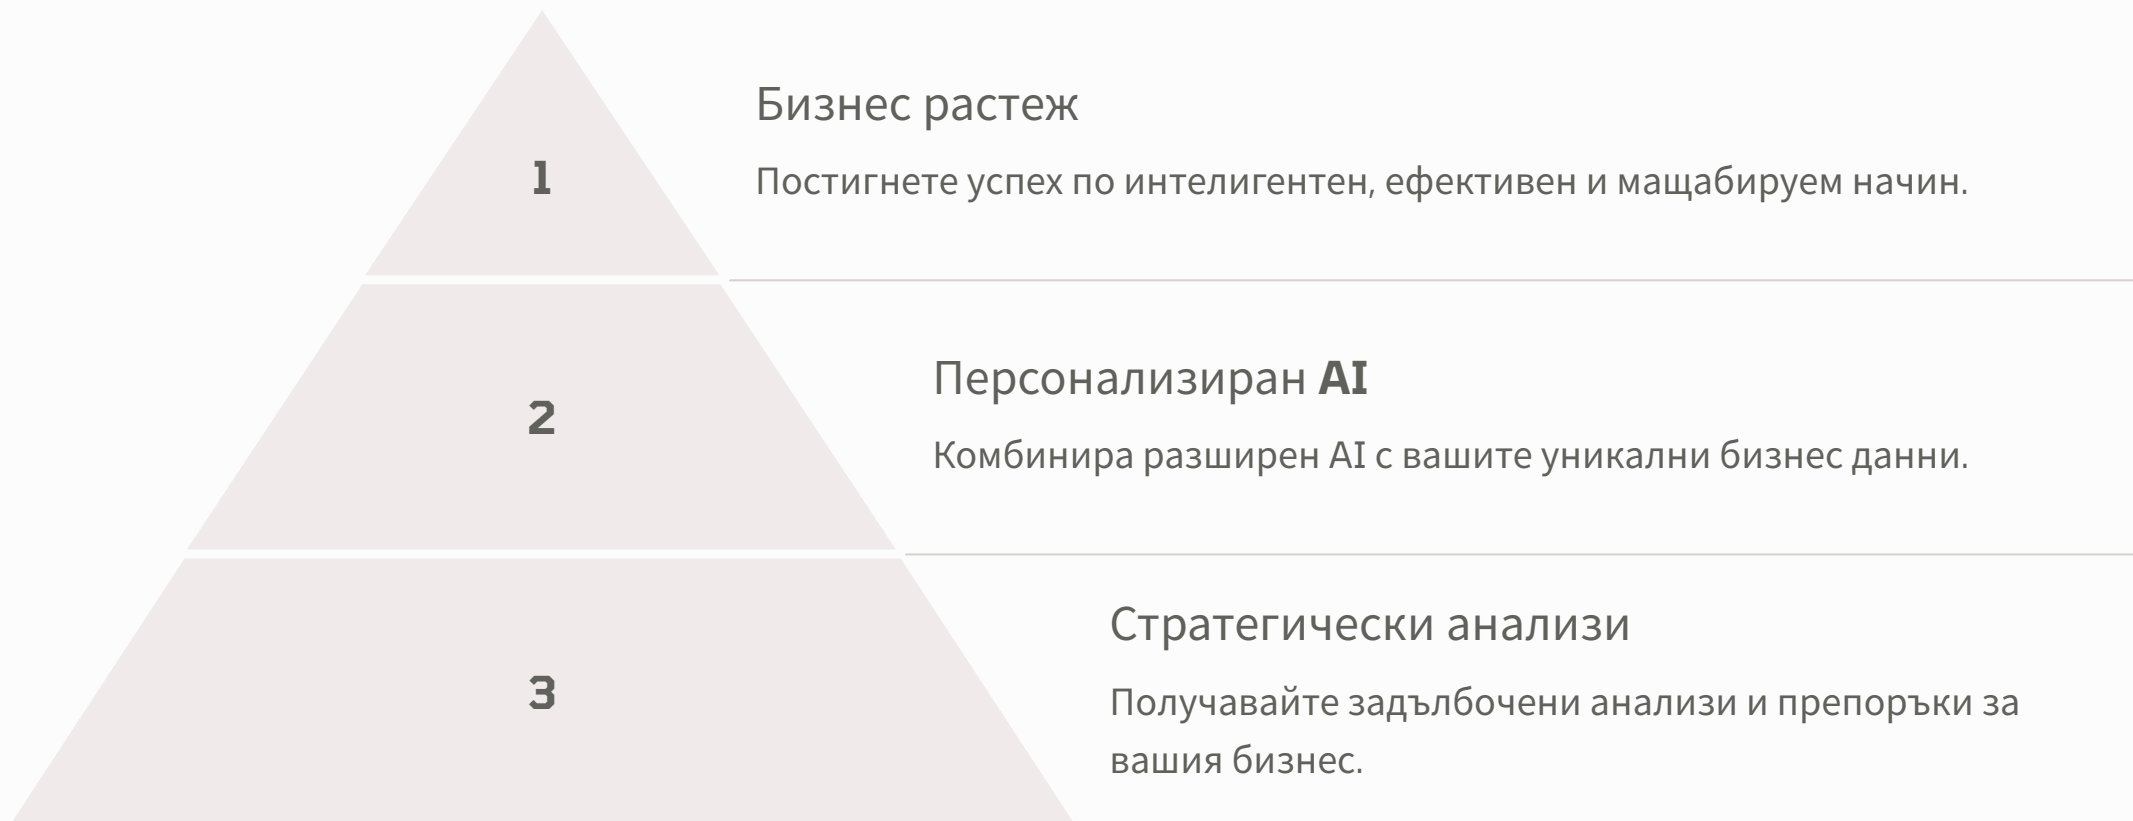 1
Бизнес растеж
Постигнете успех по интелигентен, ефективен и мащабируем начин.
2
Персонализиран AI
Комбинира разширен AI с вашите уникални бизнес данни.
3
Стратегически анализи
Получавайте задълбочени анализи и препоръки за
вашия бизнес.